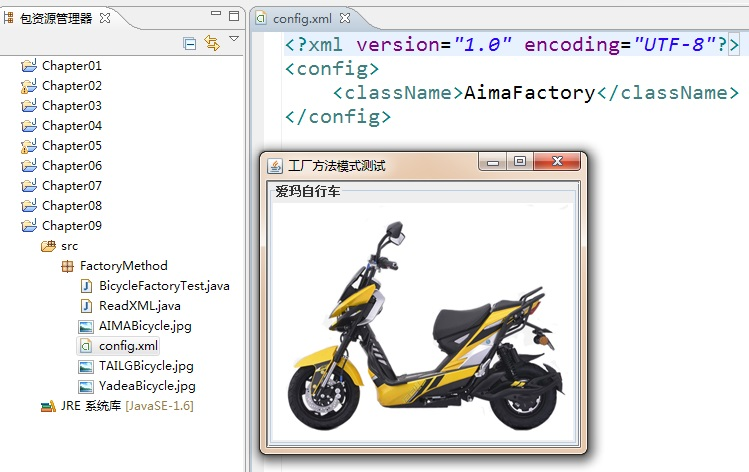 包资源管理器
Chapter01
Chapter02
Chapter03
Chapter04
Chapter05
Chapter06
Chapter07
Chapter08
Chapter09
src
FactoryMethod
BicycleFactoryTest.java
ReadXML.java
AIMABicycle.jpg
config.xml
TAILGBicycle.jpg
YadeaBicycle.jpg
JRE 系统库 [JavaSE-1.6]
config.xml
<?xml version="1.0" encoding="UTF-8"?>
<config>
<className>AimaFactory</className>
</config>
工厂方法模式测试
爱玛自行车